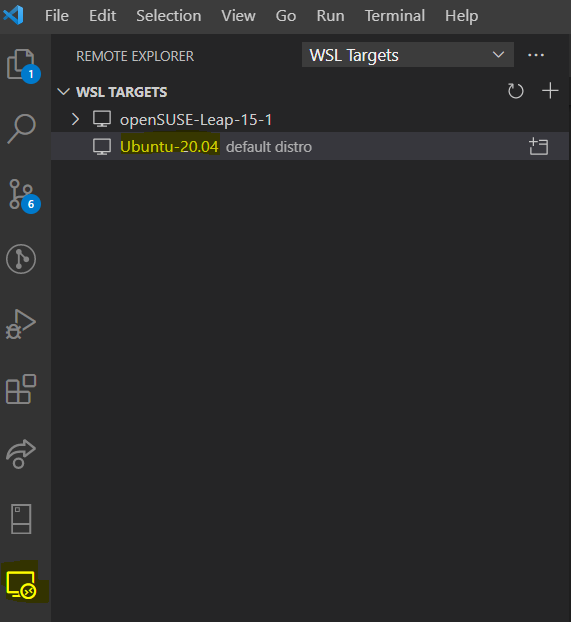 File Edit Selection View Go Run Terminal Help
REMOTE EXPLORER WSL Targets
WSL TARGETS
openSUSE-Leap-15-1
Ubuntu-20.04 default distro
1
6